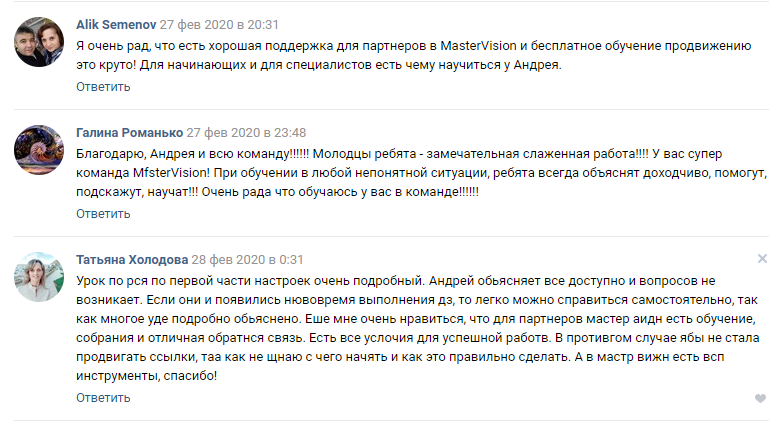 Alik Semenov 27 фев 2020 в 20:31
Я очень рад, что есть хорошая поддержка для партнеров в MasterVision и бесплатное обучение продвижению
это круто! Для начинающих и для специалистов есть чему научиться у Андрея.
Ответить
Галина Романько 27 фев 2020 в 23:48
Благодарю, Андрея и всю команду!!!!!! Молодцы ребята - замечательная слаженная работа!!!! У вас супер
команда MfsterVision! При обучении в любой непонятной ситуации, ребята всегда объяснят доходчиво, помогут,
подскажут, научат!!! Очень рада что обучаюсь у вас в команде!!!!!!
Ответить
Татьяна Холодова 28 фев 2020 в 0:31
Урок по рся по первой части настроек очень подробный. Андрей обьясняет все доступно и вопросов не
возникает. Если они и появились нювовремя выполнения дз, то легко можно справиться самостоятельно, так
как многое уде подробно обьяснено. Еше мне очень нравиться, что для партнеров мастер аидн есть обучение,
собрания и отличная обратнся связь. Есть все услочия для успешной работв. В противгом случае ябы не стала
продвигать ссылки, таа как не щнаю с чего начять и как это правильно сделать. А в мастр вижн есть всп
инструменты, спасибо!
Ответить